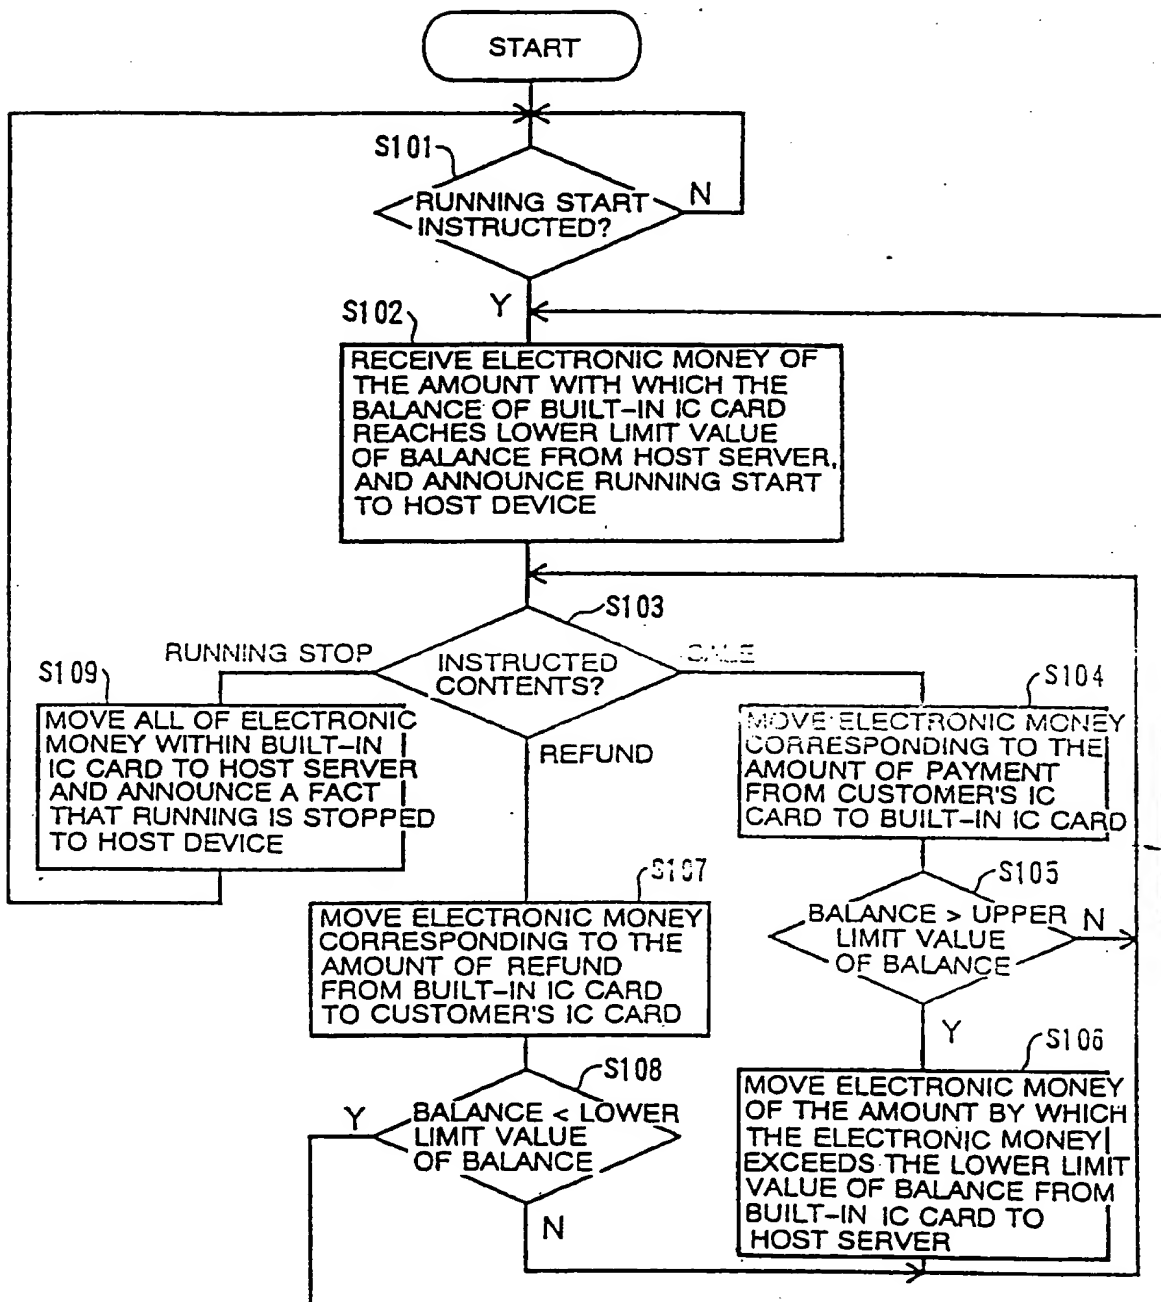 START
S101
RUNNING START
INSTRUCTED?
N
Y
S102
RECEIVE ELECTRONIC MONEY OF
THE AMOUNT WITH WHICH THE
BALANCE OF BUILT-IN IC CARD
REACHES LOWER LIMIT VALUE
OF BALANCE FROM HOST SERVER,
AND ANNOUNCE RUNNING START
TO HOST DEVICE
S103
INSTRUCTED
CONTENTS?
RUNNING STOP
REFUND
S109
MOVE ALL OF ELECTRONIC
MONEY WITHIN BUILT-IN
IC CARD TO HOST SERVER
AND ANNOUNCE A FACT
THAT RUNNING IS STOPPED
TO HOST DEVICE
S104
MOVE ELECTRONIC MONEY
CORRESPONDING TO THE
AMOUNT OF PAYMENT
FROM CUSTOMER'S IC
CARD TO BUILT-IN IC CARD
S105
BALANCE > UPPER
LIMIT VALUE
OF BALANCE
N
Y
S106
MOVE ELECTRONIC MONEY
OF THE AMOUNT BY WHICH
THE ELECTRONIC MONEY
EXCEEDS THE LOWER LIMIT
VALUE OF BALANCE FROM
BUILT-IN IC CARD TO
HOST SERVER
S107
MOVE ELECTRONIC MONEY
CORRESPONDING TO THE
AMOUNT OF REFUND
FROM BUILT-IN IC CARD
TO CUSTOMER'S IC CARD
S108
BALANCE < LOWER
LIMIT VALUE
OF BALANCE
Y
N